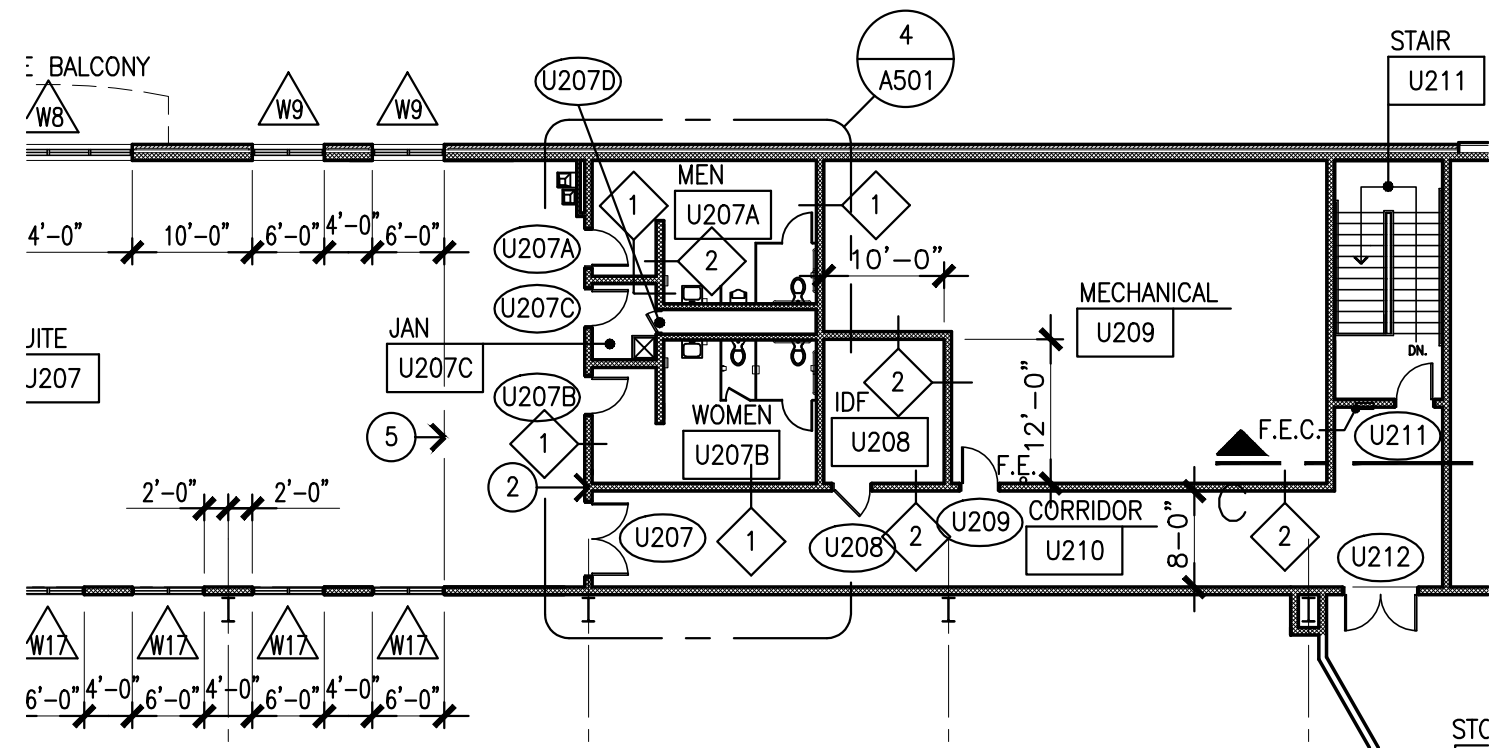 4
A501
STAIR
U211
E BALCONY
U207D
W8
W9
W9
MEN
U207A
1
1
2
4'-0"
10'-0"
6'-0"
4'-0"
6'-0"
U207A
10'-0"
MECHANICAL
U209
U207C
JAN
U207C
DN.
UITE
U207
U207B
2
12'-0"
WOMEN
U207B
IDF
U208
5
1
F.E.C.
U211
F.E.
2
2'-0"
2'-0"
CORRIDOR
U210
C
8'-0"
U207
1
U208
2
U209
2
U212
W17
W17
W17
W17
6'-0"
4'-0"
6'-0"
4'-0"
6'-0"
4'-0"
6'-0"
STO